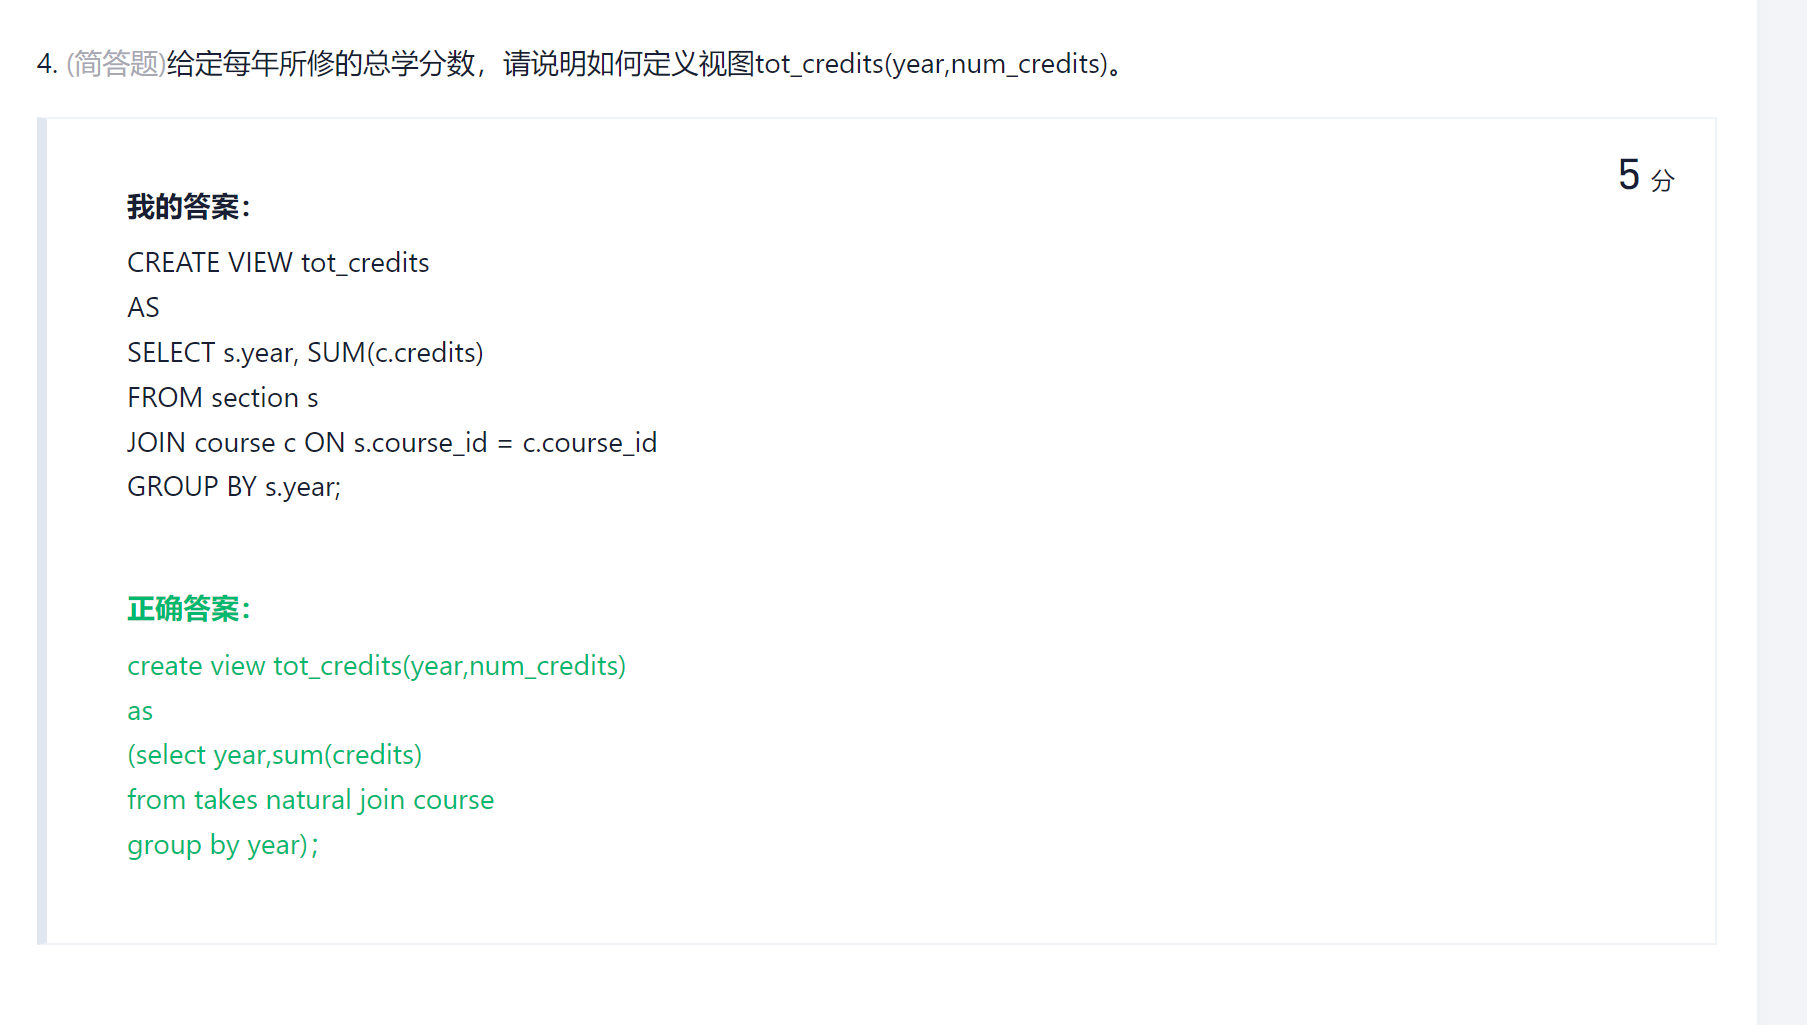 4. (简答题)给定每年所修的总学分数，请说明如何定义视图tot_credits(year,num_credits)。
5 分
我的答案：
CREATE VIEW tot_credits
AS
SELECT s.year, SUM(c.credits)
FROM section s
JOIN course c ON s.course_id = c.course_id
GROUP BY s.year;
正确答案：
create view tot_credits(year,num_credits)
as
(select year,sum(credits)
from takes natural join course
group by year)；